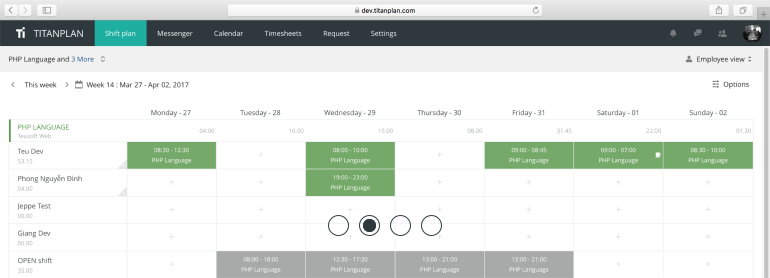 dev.titanplan.com
Ti TITANPLAN Shift plan Messenger Calendar Timesheets Request Settings
PHP Language and 3 More Employee view
This week Week 14 : Mar 27 - Apr 02, 2017 Options
Monday - 27 Tuesday - 28 Wednesday - 29 Thursday - 30 Friday - 31 Saturday - 01 Sunday - 02
PHP LANGUAGE 04.00 10.00 15.00 08.00 31.45 22.00 01.30
Teusoft Web
Teu Dev 08:30 - 12:30 + 08:00 - 10:00 + 09:00 - 08:45 09:00 - 07:00 08:30 - 10:00
53.15 PHP Language PHP Language PHP Language PHP Language PHP Language
Phong Nguyễn Đình + + 19:00 - 23:00 + + + +
04.00 PHP Language
Jeppe Test + + + + + + +
00.00
Giang Dev + + + + + + +
00.00
OPEN shift + 08:00 - 18:00 12:30 - 17:30 13:00 - 21:00 13:00 - 21:00 + +
35.00 PHP Language PHP Language PHP Language PHP Language